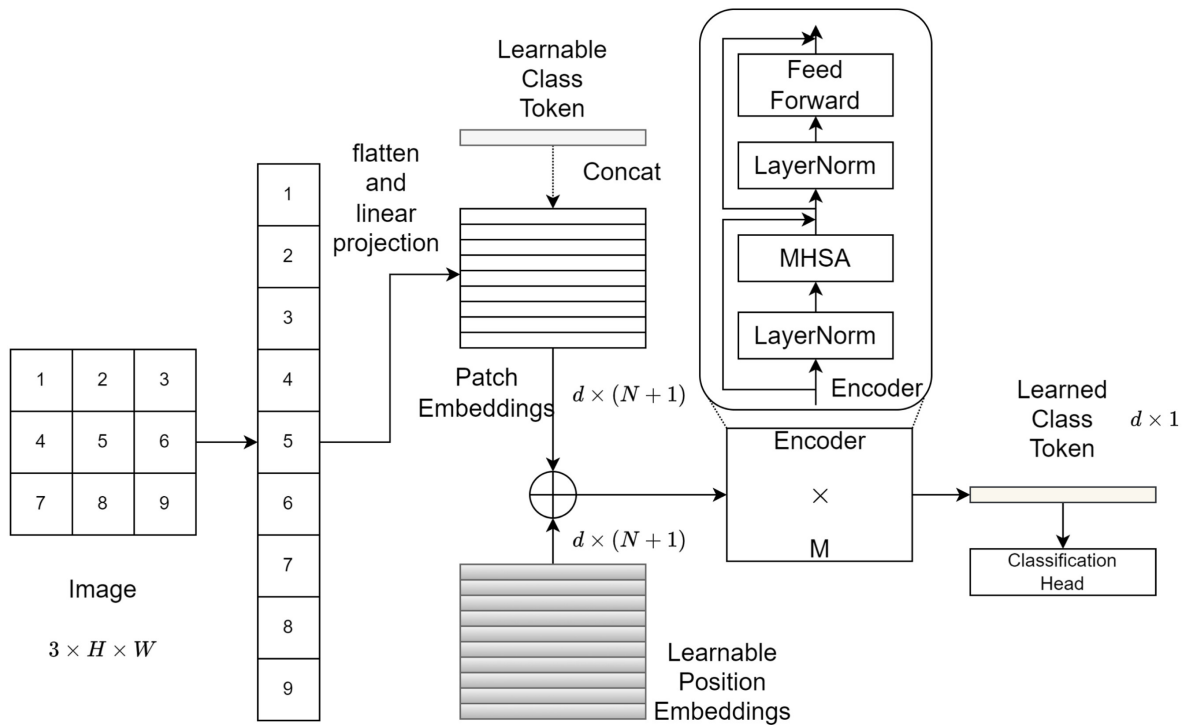 1 2 3
4 5 6
7 8 9
Image
3 × H × W
1
2
3
4
5
6
7
8
9
flatten
and
linear
projection
Learnable
Class
Token
Concat
Patch
Embeddings
d × (N + 1)
d × (N + 1)
Learnable
Position
Embeddings
Feed
Forward
LayerNorm
MHSA
LayerNorm
Encoder
Encoder
×
M
Learned
Class
Token
d × 1
Classification
Head